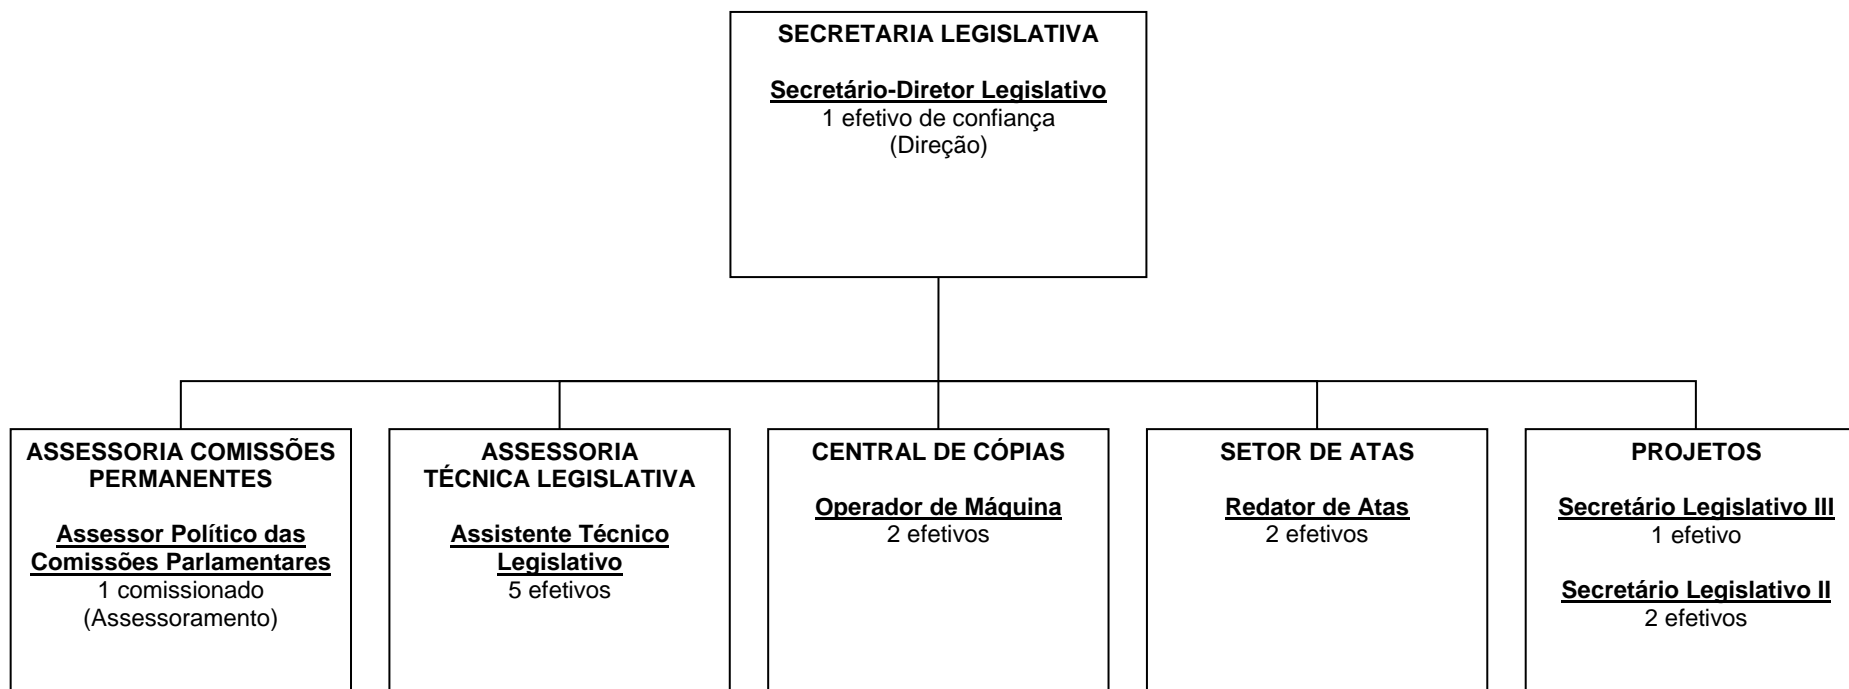 SECRETARIA LEGISLATIVA
Secretário-Diretor Legislativo
1 efetivo de confiança
(Direção)
ASSESSORIA COMISSÕES
PERMANENTES
Assessor Político das
Comissões Parlamentares
1 comissionado
(Assessoramento)
ASSESSORIA
TÉCNICA LEGISLATIVA
Assistente Técnico
Legislativo
5 efetivos
CENTRAL DE CÓPIAS
Operador de Máquina
2 efetivos
SETOR DE ATAS
Redator de Atas
2 efetivos
PROJETOS
Secretário Legislativo III
1 efetivo
Secretário Legislativo II
2 efetivos